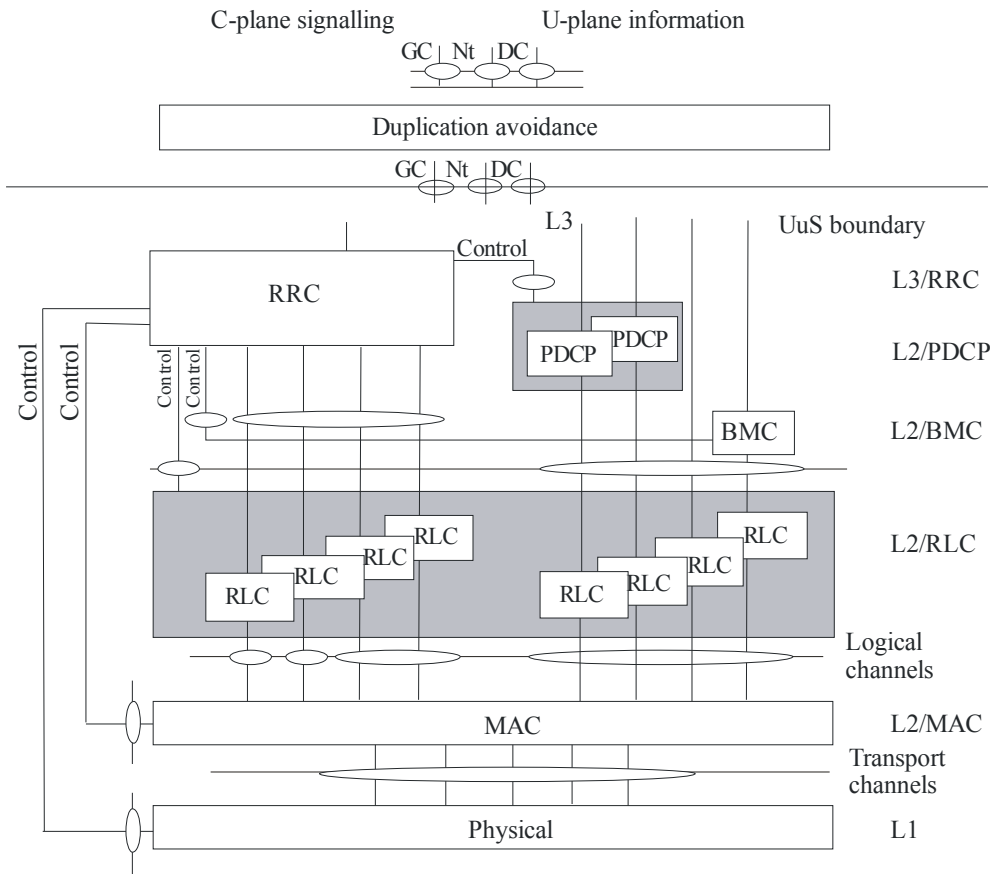 C-plane signalling
U-plane information
GC Nt DC
Duplication avoidance
GC Nt DC
L3
UuS boundary
Control
RRC
L3/RRC
PDCP
PDCP
L2/PDCP
Control
Control
Control
Control
BMC
L2/BMC
RLC
RLC
RLC
RLC
RLC
RLC
RLC
RLC
L2/RLC
Logical
channels
MAC
L2/MAC
Transport
channels
Physical
L1